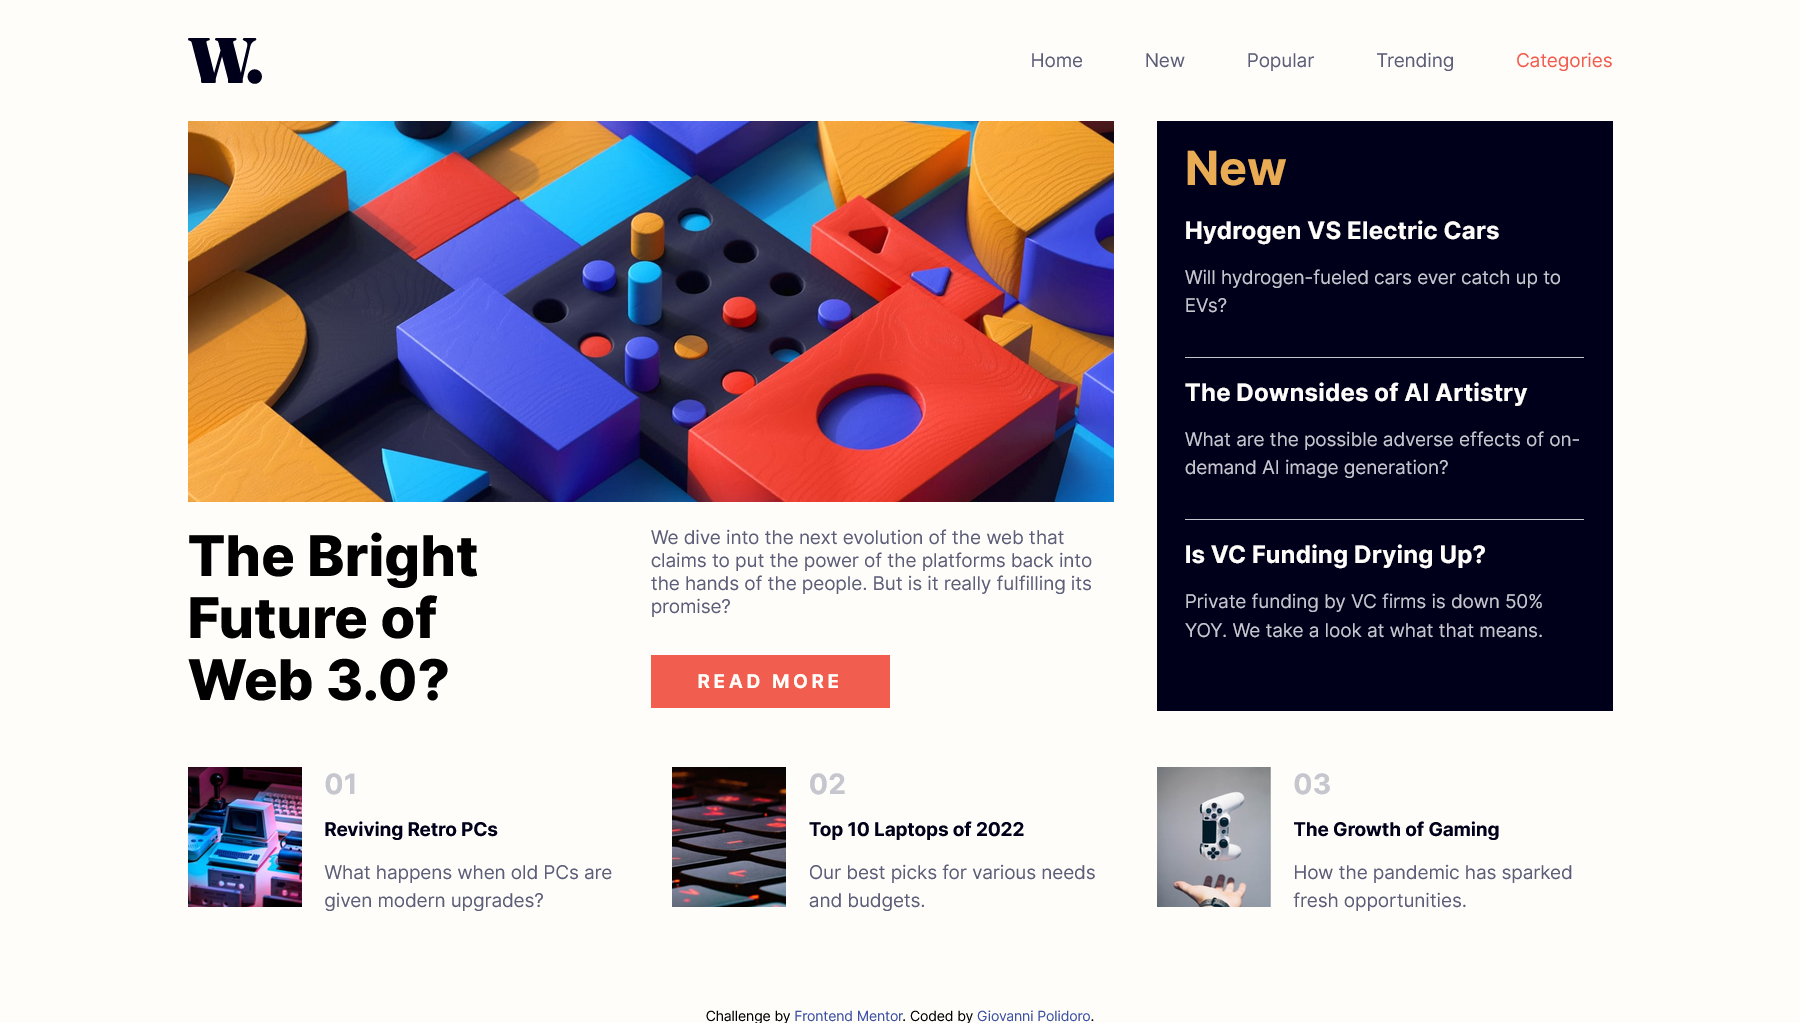 W.
Home New Popular Trending Categories
New
Hydrogen VS Electric Cars
Will hydrogen-fueled cars ever catch up to
EVs?
The Downsides of AI Artistry
What are the possible adverse effects of on-
demand AI image generation?
Is VC Funding Drying Up?
Private funding by VC firms is down 50%
YOY. We take a look at what that means.
The Bright
Future of
Web 3.0?
We dive into the next evolution of the web that
claims to put the power of the platforms back into
the hands of the people. But is it really fulfilling its
promise?
READ MORE
01
Reviving Retro PCs
What happens when old PCs are
given modern upgrades?
02
Top 10 Laptops of 2022
Our best picks for various needs
and budgets.
03
The Growth of Gaming
How the pandemic has sparked
fresh opportunities.
Challenge by Frontend Mentor. Coded by Giovanni Polidoro.